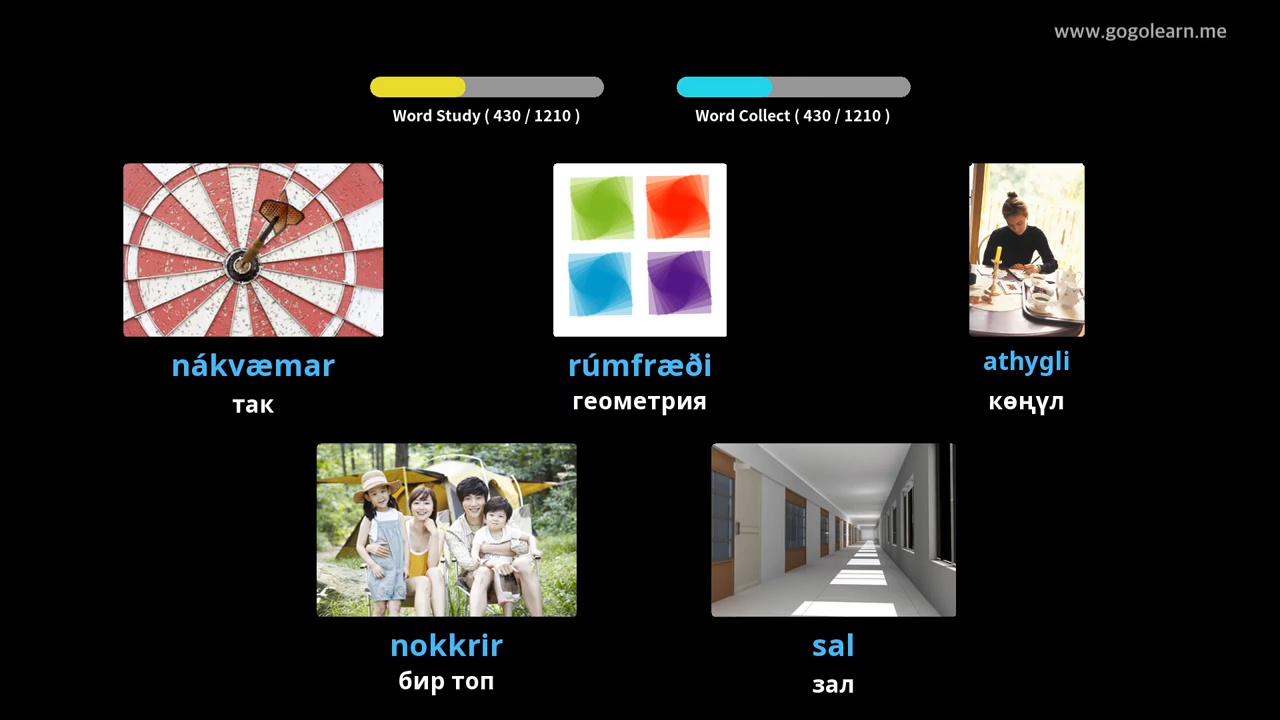 www.gogolearn.me
Word Study ( 430 / 1210 )
Word Collect ( 430 / 1210 )
nákvæmar
так
rúmfræði
геометрия
athygli
көңүл
nokkrir
бир топ
sal
зал